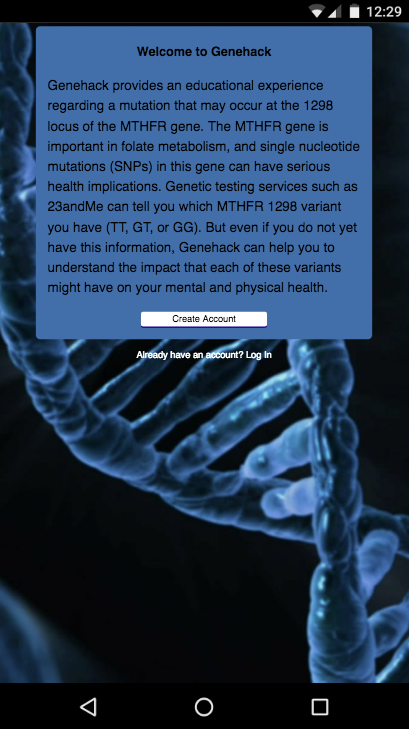 12:29
Welcome to Genehack
Genehack provides an educational experience
regarding a mutation that may occur at the 1298
locus of the MTHFR gene. The MTHFR gene is
important in folate metabolism, and single nucleotide
mutations (SNPs) in this gene can have serious
health implications. Genetic testing services such as
23andMe can tell you which MTHFR 1298 variant
you have (TT, GT, or GG). But even if you do not yet
have this information, Genehack can help you to
understand the impact that each of these variants
might have on your mental and physical health.
Create Account
Already have an account? Log In